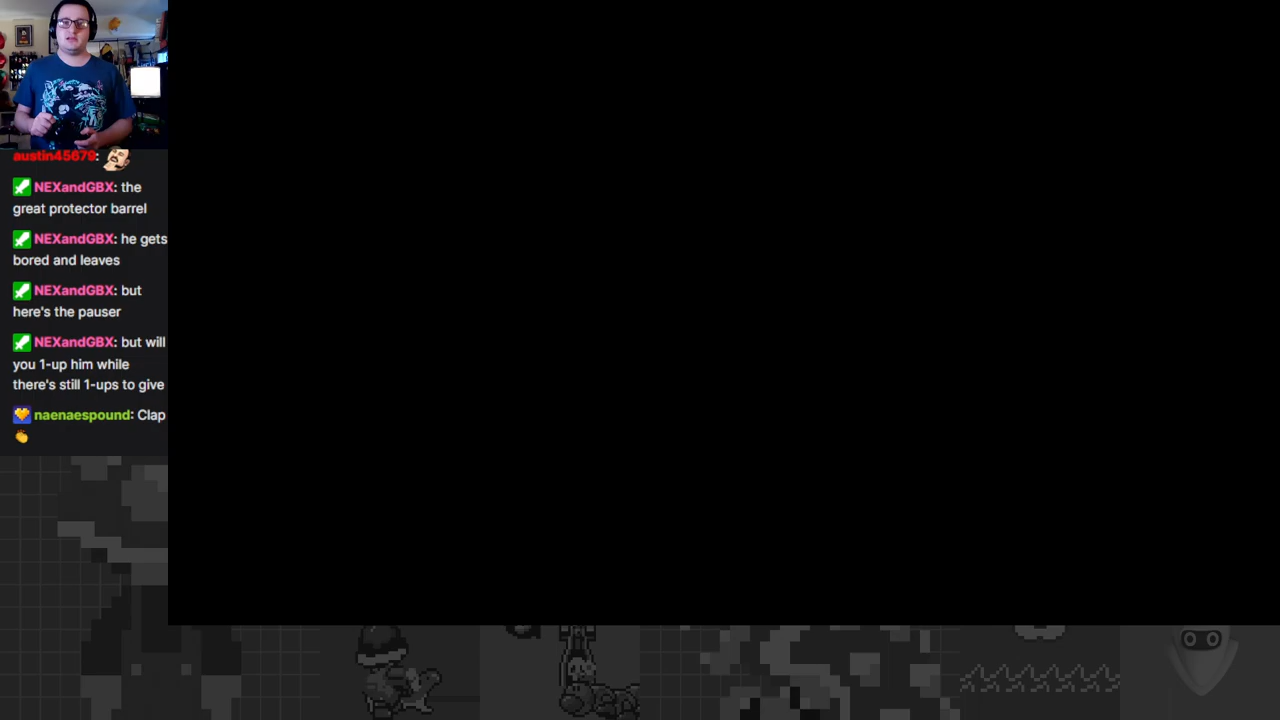 austin45679:
NEXandGBX: the
great protector barrel
NEXandGBX: he gets
bored and leaves
NEXandGBX: but
here's the pauser
NEXandGBX: but will
you 1-up him while
there's still 1-ups to give
naenaespound: Clap